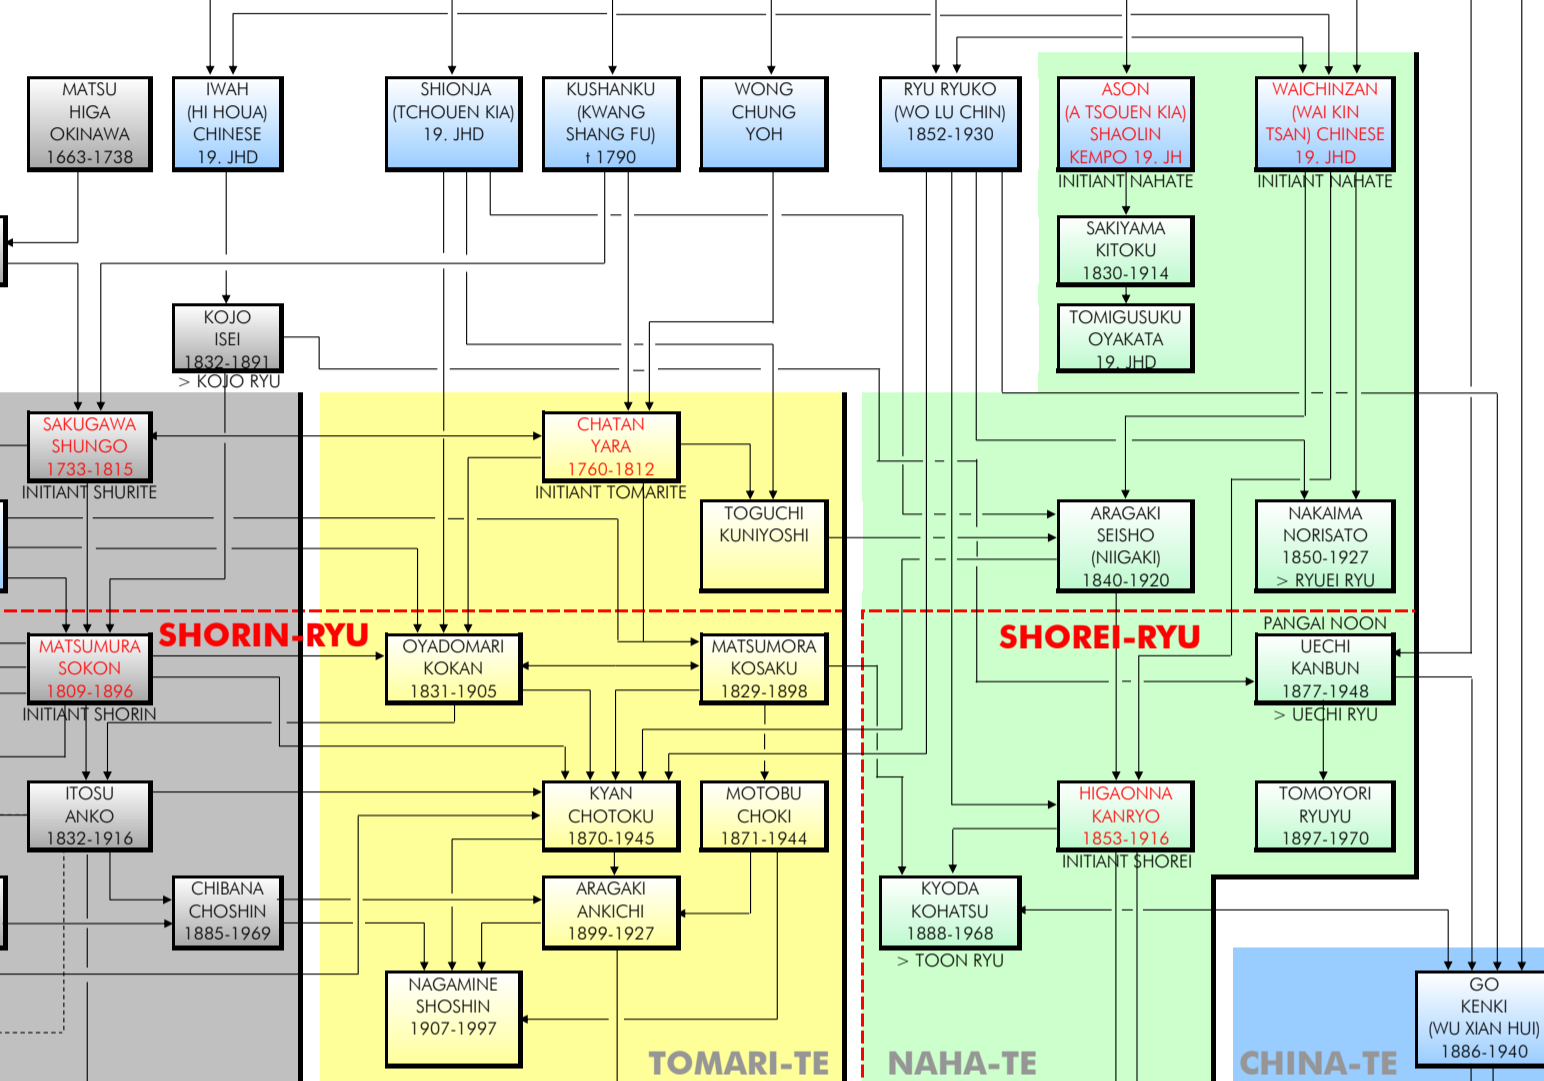 MATSU
HIGA
OKINAWA
1663-1738
IWAH
(HI HOUA)
CHINESE
19. JHD
SHIONJA
(TCHOUEN KIA)
19. JHD
KUSHANKU
(KWANG
SHANG FU)
t 1790
WONG
CHUNG
YOH
RYU RYUKO
(WO LU CHIN)
1852-1930
ASON
(A TSOUEN KIA)
SHAOLIN
KEMPO 19. JH
INITIANT NAHATE
WAICHINZAN
(WAI KIN
TSAN) CHINESE
19. JHD
INITIANT NAHATE
SAKIYAMA
KITOKU
1830-1914
KOJO
ISEI
1832-1891
> KOJO RYU
TOMIGUSUKU
OYAKATA
19. JHD
SAKUGAWA
SHUNGO
1733-1815
INITIANT SHURITE
CHATAN
YARA
1760-1812
INITIANT TOMARITE
TOGUCHI
KUNIYOSHI
ARAGAKI
SEISHO
(NIIGAKI)
1840-1920
NAKAIMA
NORISATO
1850-1927
> RYUEI RYU
SHORIN-RYU
SHOREI-RYU
MATSUMURA
SOKON
1809-1896
INITIANT SHORIN
OYADOMARI
KOKAN
1831-1905
MATSUMORA
KOSAKU
1829-1898
PANGAI NOON
UECHI
KANBUN
1877-1948
> UECHI RYU
ITOSU
ANKO
1832-1916
KYAN
CHOTOKU
1870-1945
MOTOBU
CHOKI
1871-1944
HIGAONNA
KANRYO
1853-1916
INITIANT SHOREI
TOMOYORI
RYUYU
1897-1970
CHIBANA
CHOSHIN
1885-1969
ARAGAKI
ANKICHI
1899-1927
KYODA
KOHATSU
1888-1968
> TOON RYU
NAGAMINE
SHOSHIN
1907-1997
GO
KENKI
(WU XIAN HUI)
1886-1940
TOMARI-TE
NAHA-TE
CHINA-TE